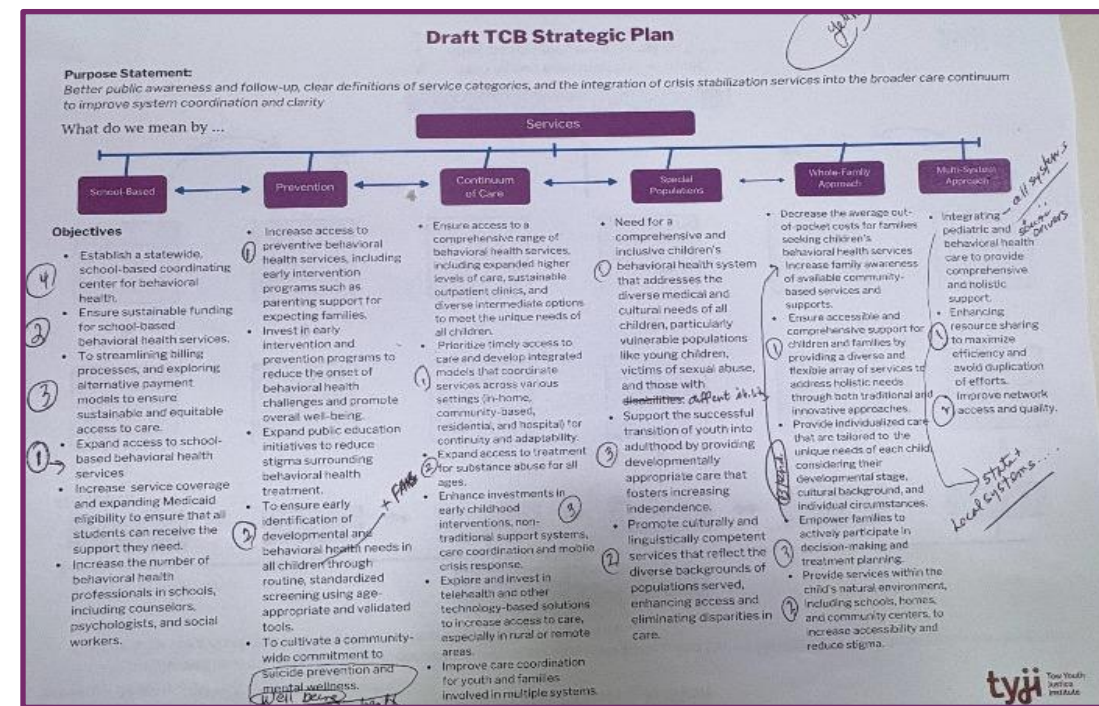 Draft TCB Strategic Plan
Purpose Statement:
Better public awareness and follow-up, clear definitions of service categories, and the integration of crisis stabilization services into the broader care continuum
to improve system coordination and clarity
What do we mean by ...
Services
School-Based
Prevention
Continuum
of Care
Special
Populations
Whole-Family
Approach
Multi-System
Approach
Objectives
4
• Establish a statewide,
school-based coordinating
center for behavioral
health.
2
• Ensure sustainable funding
for school-based
behavioral health services.
3
• To streamlining billing
processes, and exploring
alternative payment
models to ensure
sustainable and equitable
access to care.
1
• Expand access to school-
based behavioral health
services
• Increase service coverage
and expanding Medicaid
eligibility to ensure that all
students can receive the
support they need.
• Increase the number of
behavioral health
professionals in schools,
including counselors,
psychologists, and social
workers.
1
• Increase access to
preventive behavioral
health services, including
early intervention
programs such as
parenting support for
expecting families.
• Invest in early
intervention and
prevention programs to
reduce the onset of
behavioral health
challenges and promote
overall well-being.
• Expand public education
initiatives to reduce
stigma surrounding
behavioral health
treatment.
2
• To ensure early
identification of
developmental and
behavioral health needs in
all children through
routine, standardized
screening using age-
appropriate and validated
tools.
• To cultivate a community-
wide commitment to
suicide prevention and
mental wellness.
Well being
• Ensure access to a
comprehensive range of
behavioral health services,
including expanded higher
levels of care, sustainable
outpatient clinics, and
diverse intermediate options
to meet the unique needs of
all children.
1
• Prioritize timely access to
care and develop integrated
models that coordinate
services across various
settings (in-home,
community-based,
residential, and hospital) for
continuity and adaptability.
2
• Expand access to treatment
for substance abuse for all
ages.
3
• Enhance investments in
early childhood
interventions, non-
traditional support systems,
care coordination and mobile
crisis response.
• Explore and invest in
telehealth and other
technology-based solutions
to increase access to care,
especially in rural or remote
areas.
• Improve care coordination
for youth and families
involved in multiple systems.
1
• Need for a
comprehensive and
inclusive children's
behavioral health system
that addresses the
diverse medical and
cultural needs of all
children, particularly
vulnerable populations
like young children,
victims of sexual abuse,
and those with
disabilities.
3
• Support the successful
transition of youth into
adulthood by providing
developmentally
appropriate care that
fosters increasing
independence.
2
• Promote culturally and
linguistically competent
services that reflect the
diverse backgrounds of
populations served,
enhancing access and
eliminating disparities in
care.
• Decrease the average out-
of-pocket costs for families
seeking children's
behavioral health services
• Increase family awareness
of available community-
based services and
supports.
1
• Ensure accessible and
comprehensive support for
children and families by
providing a diverse and
flexible array of services to
address holistic needs
through both traditional and
innovative approaches.
• Provide individualized care
that are tailored to the
unique needs of each child,
considering their
developmental stage,
cultural background, and
individual circumstances.
3
• Empower families to
actively participate in
decision-making and
treatment planning.
2
• Provide services within the
child's natural environment,
including schools, homes,
and community centers, to
increase accessibility and
reduce stigma.
• Integrating
pediatric and
behavioral health
care to provide
comprehensive
and holistic
support.
all systems
1
• Enhancing
resource sharing
to maximize
efficiency and
avoid duplication
of efforts.
• Improve network
access and quality.
State +
Local systems....
tyji Tow Youth
Justice
Institute